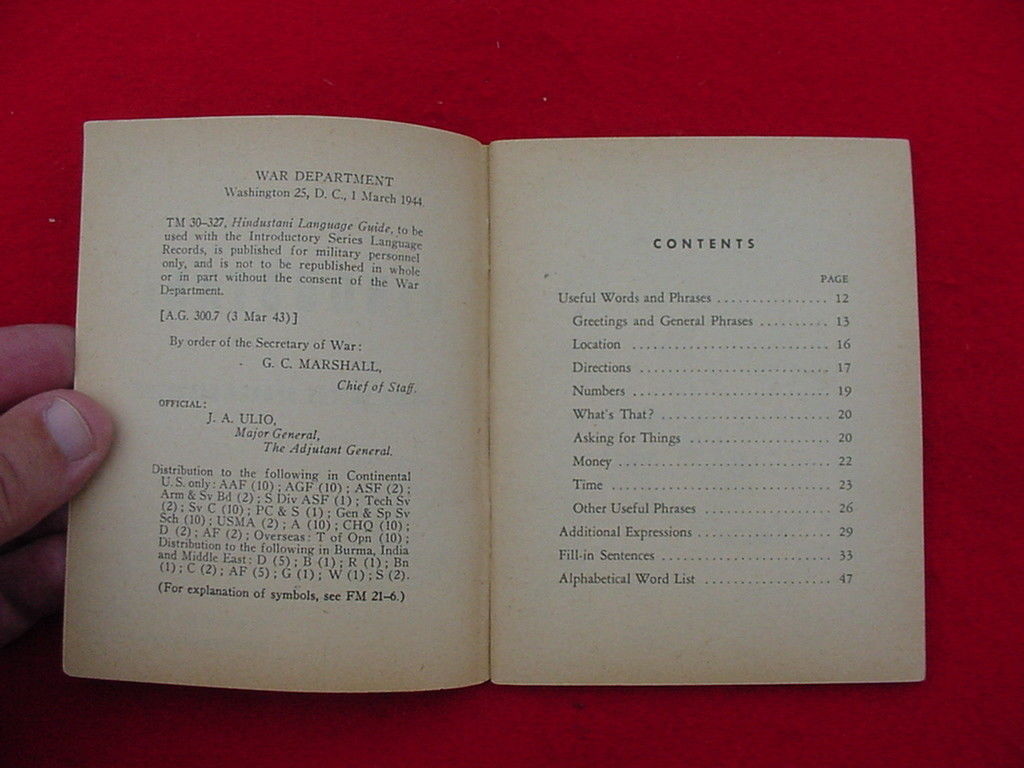 WAR DEPARTMENT
Washington 25, D. C., 1 March 1944
TM 30–327, Hindustani Language Guide, to be
used with the Introductory Series Language
Records, is published for military personnel
only, and is not to be republished in whole
or in part without the consent of the War
Department.
[A.G. 300.7 (3 Mar 43)]
By order of the Secretary of War:
G. C. MARSHALL,
Chief of Staff.
OFFICIAL:
J. A. ULIO,
Major General,
The Adjutant General.
Distribution to the following in Continental
U.S. only: AAF (10); AGF (10); ASF (2);
Arm & Sv Bd (2); S Div ASF (1); Tech Sv
(2); Sv C (10); PC & S (1); Gen & Sp Sv
Sch (10); USMA (2); A (10); CHQ (10);
D (2); AF (2); Overseas: T of Opn (10);
Distribution to the following in Burma, India
and Middle East: D (5); B (1); R (1); Bn
(1); C (2); AF (5); G (1); W (1); S (2).
(For explanation of symbols, see FM 21–6.)
CONTENTS
PAGE
Useful Words and Phrases .................. 12
Greetings and General Phrases .......... 13
Location .................................. 16
Directions ................................ 17
Numbers ................................. 19
What's That? ............................. 20
Asking for Things ........................ 20
Money ................................... 22
Time ..................................... 23
Other Useful Phrases ..................... 26
Additional Expressions ..................... 29
Fill-in Sentences ........................... 33
Alphabetical Word List .................... 47